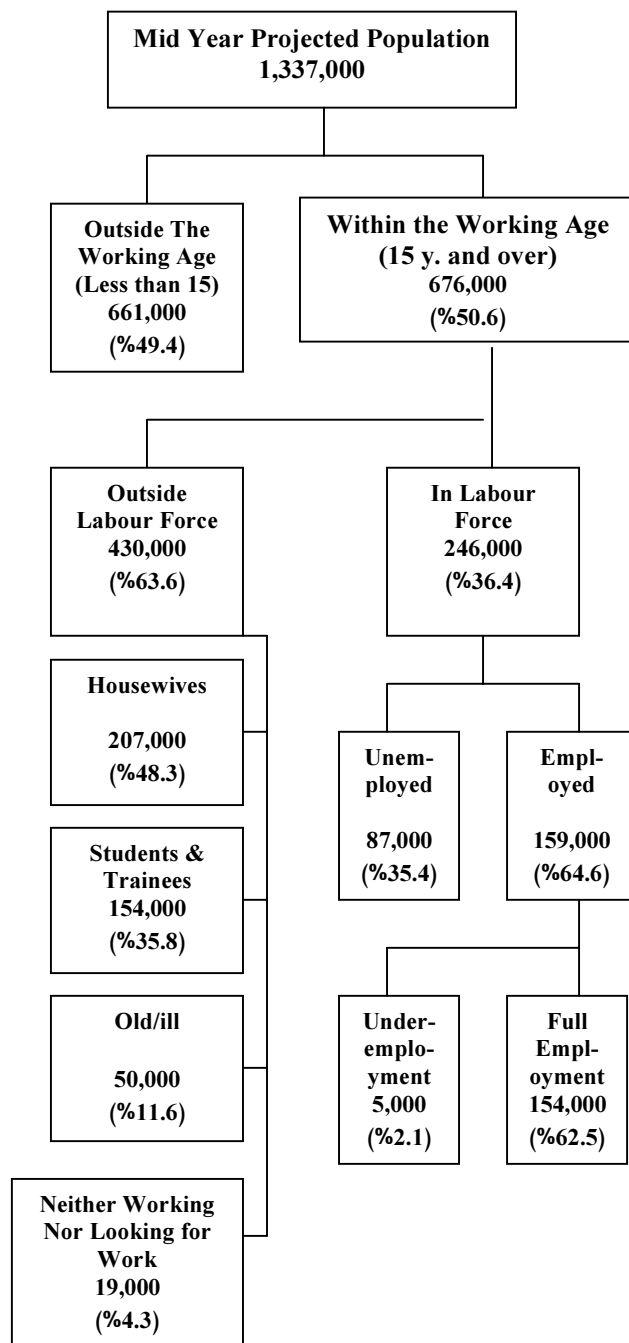 Mid Year Projected Population
1,337,000
Outside The
Working Age
(Less than 15)
661,000
(%49.4)
Within the Working Age
(15 y. and over)
676,000
(%50.6)
Outside
Labour Force
430,000
(%63.6)
In Labour
Force
246,000
(%36.4)
Housewives
207,000
(%48.3)
Students &
Trainees
154,000
(%35.8)
Old/ill
50,000
(%11.6)
Neither Working
Nor Looking for
Work
19,000
(%4.3)
Unem-
ployed
87,000
(%35.4)
Empl-
oyed
159,000
(%64.6)
Under-
emplo-
yment
5,000
(%2.1)
Full
Empl-
oyment
154,000
(%62.5)